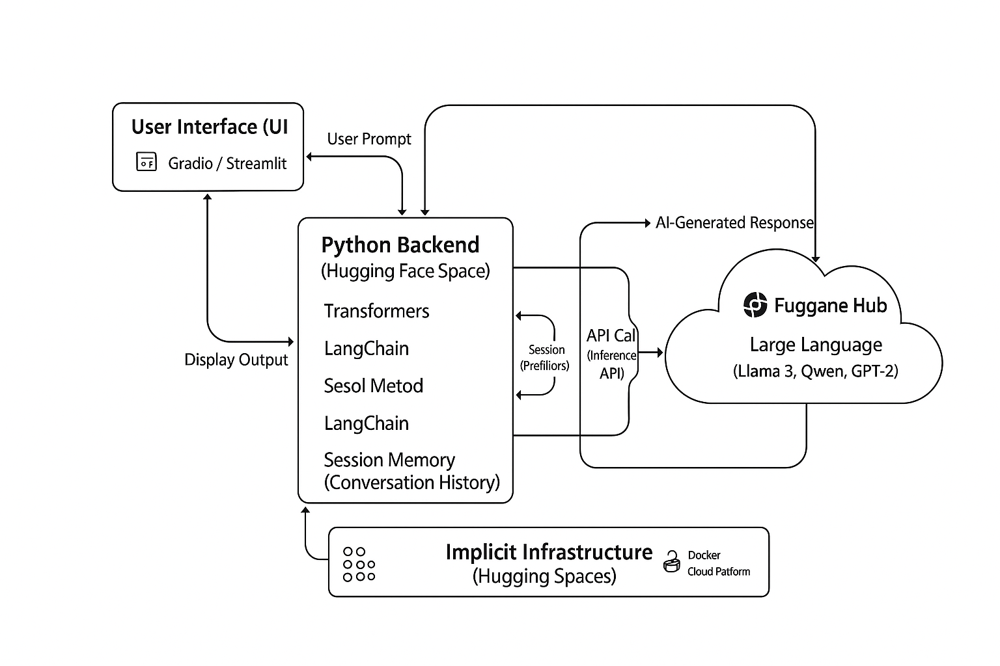 User Interface (UI
Gradio / Streamlit
User Prompt
AI-Generated Response
Python Backend
(Hugging Face Space)
Transformers
LangChain
Sesol Metod
LangChain
Session Memory
(Conversation History)
Display Output
Session
(Prefiliors)
API Cal
(Inference
API)
Fuggane Hub
Large Language
(Llama 3, Qwen, GPT-2)
Implicit Infrastructure
(Hugging Spaces)
Docker
Cloud Patform